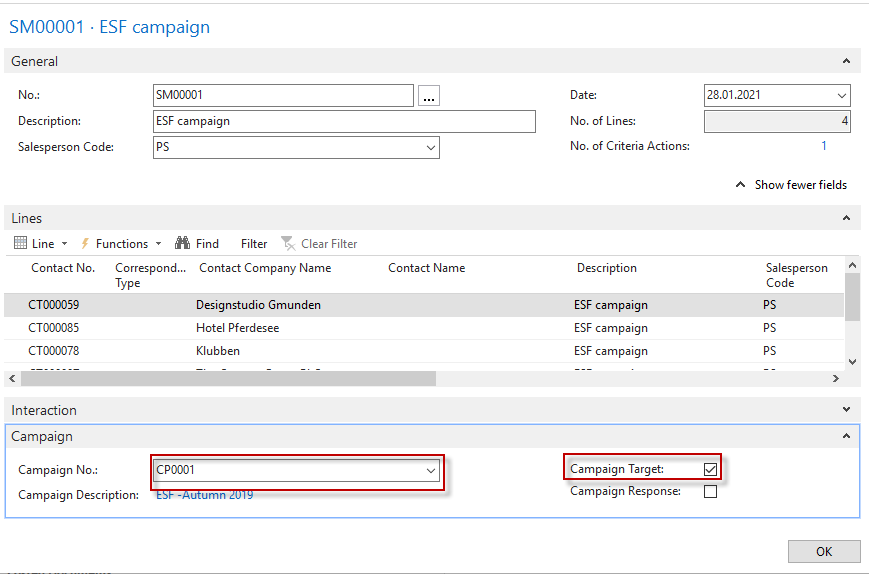 SM00001 · ESF campaign
General
No.: SM00001 ... Date: 28.01.2021
Description: ESF campaign No. of Lines: 4
Salesperson Code: PS No. of Criteria Actions: 1
Show fewer fields
Lines
Line Functions Find Filter Clear Filter
Contact No. Correspond... Type Contact Company Name Contact Name Description Salesperson Code
CT000059 Designstudio Gmunden ESF campaign PS
CT000085 Hotel Pferdesee ESF campaign PS
CT000078 Klubben ESF campaign PS
Interaction
Campaign
Campaign No.: CP0001 Campaign Target:
Campaign Description: ESF -Autumn 2019 Campaign Response:
OK